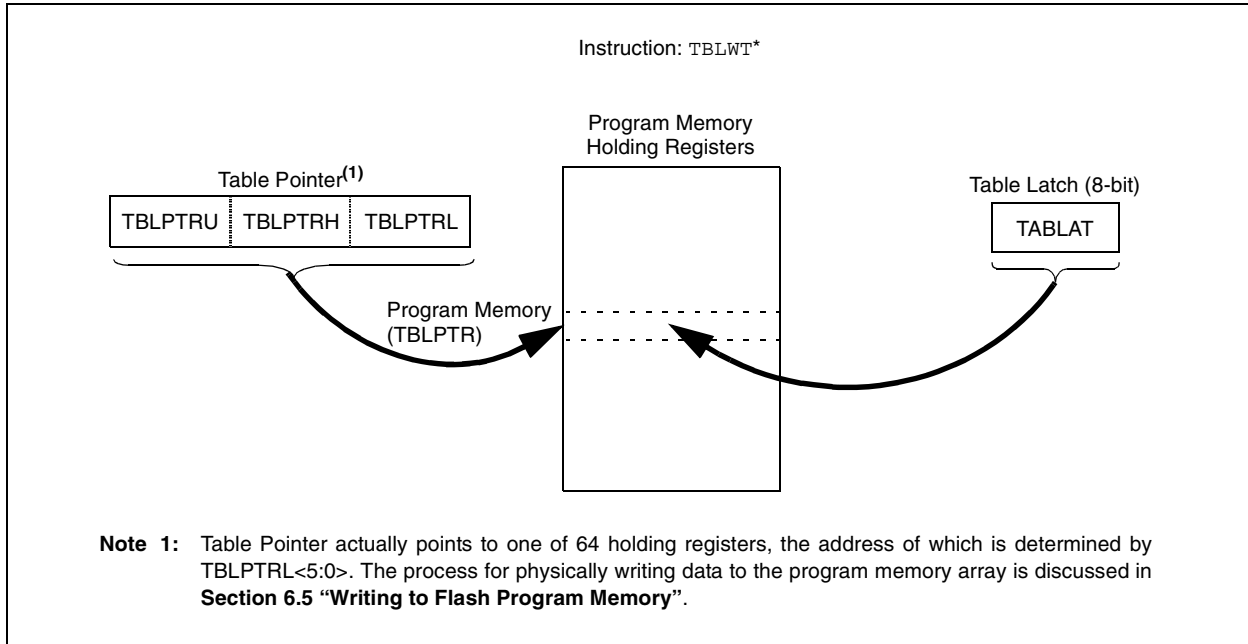 Instruction: TBLWT*
Program Memory
Holding Registers
Table Pointer(1)
Table Latch (8-bit)
TBLPTRU TBLPTRH TBLPTRL
TABLAT
Program Memory
(TBLPTR)
Note 1: Table Pointer actually points to one of 64 holding registers, the address of which is determined by
TBLPTRL<5:0>. The process for physically writing data to the program memory array is discussed in
Section 6.5 “Writing to Flash Program Memory”.